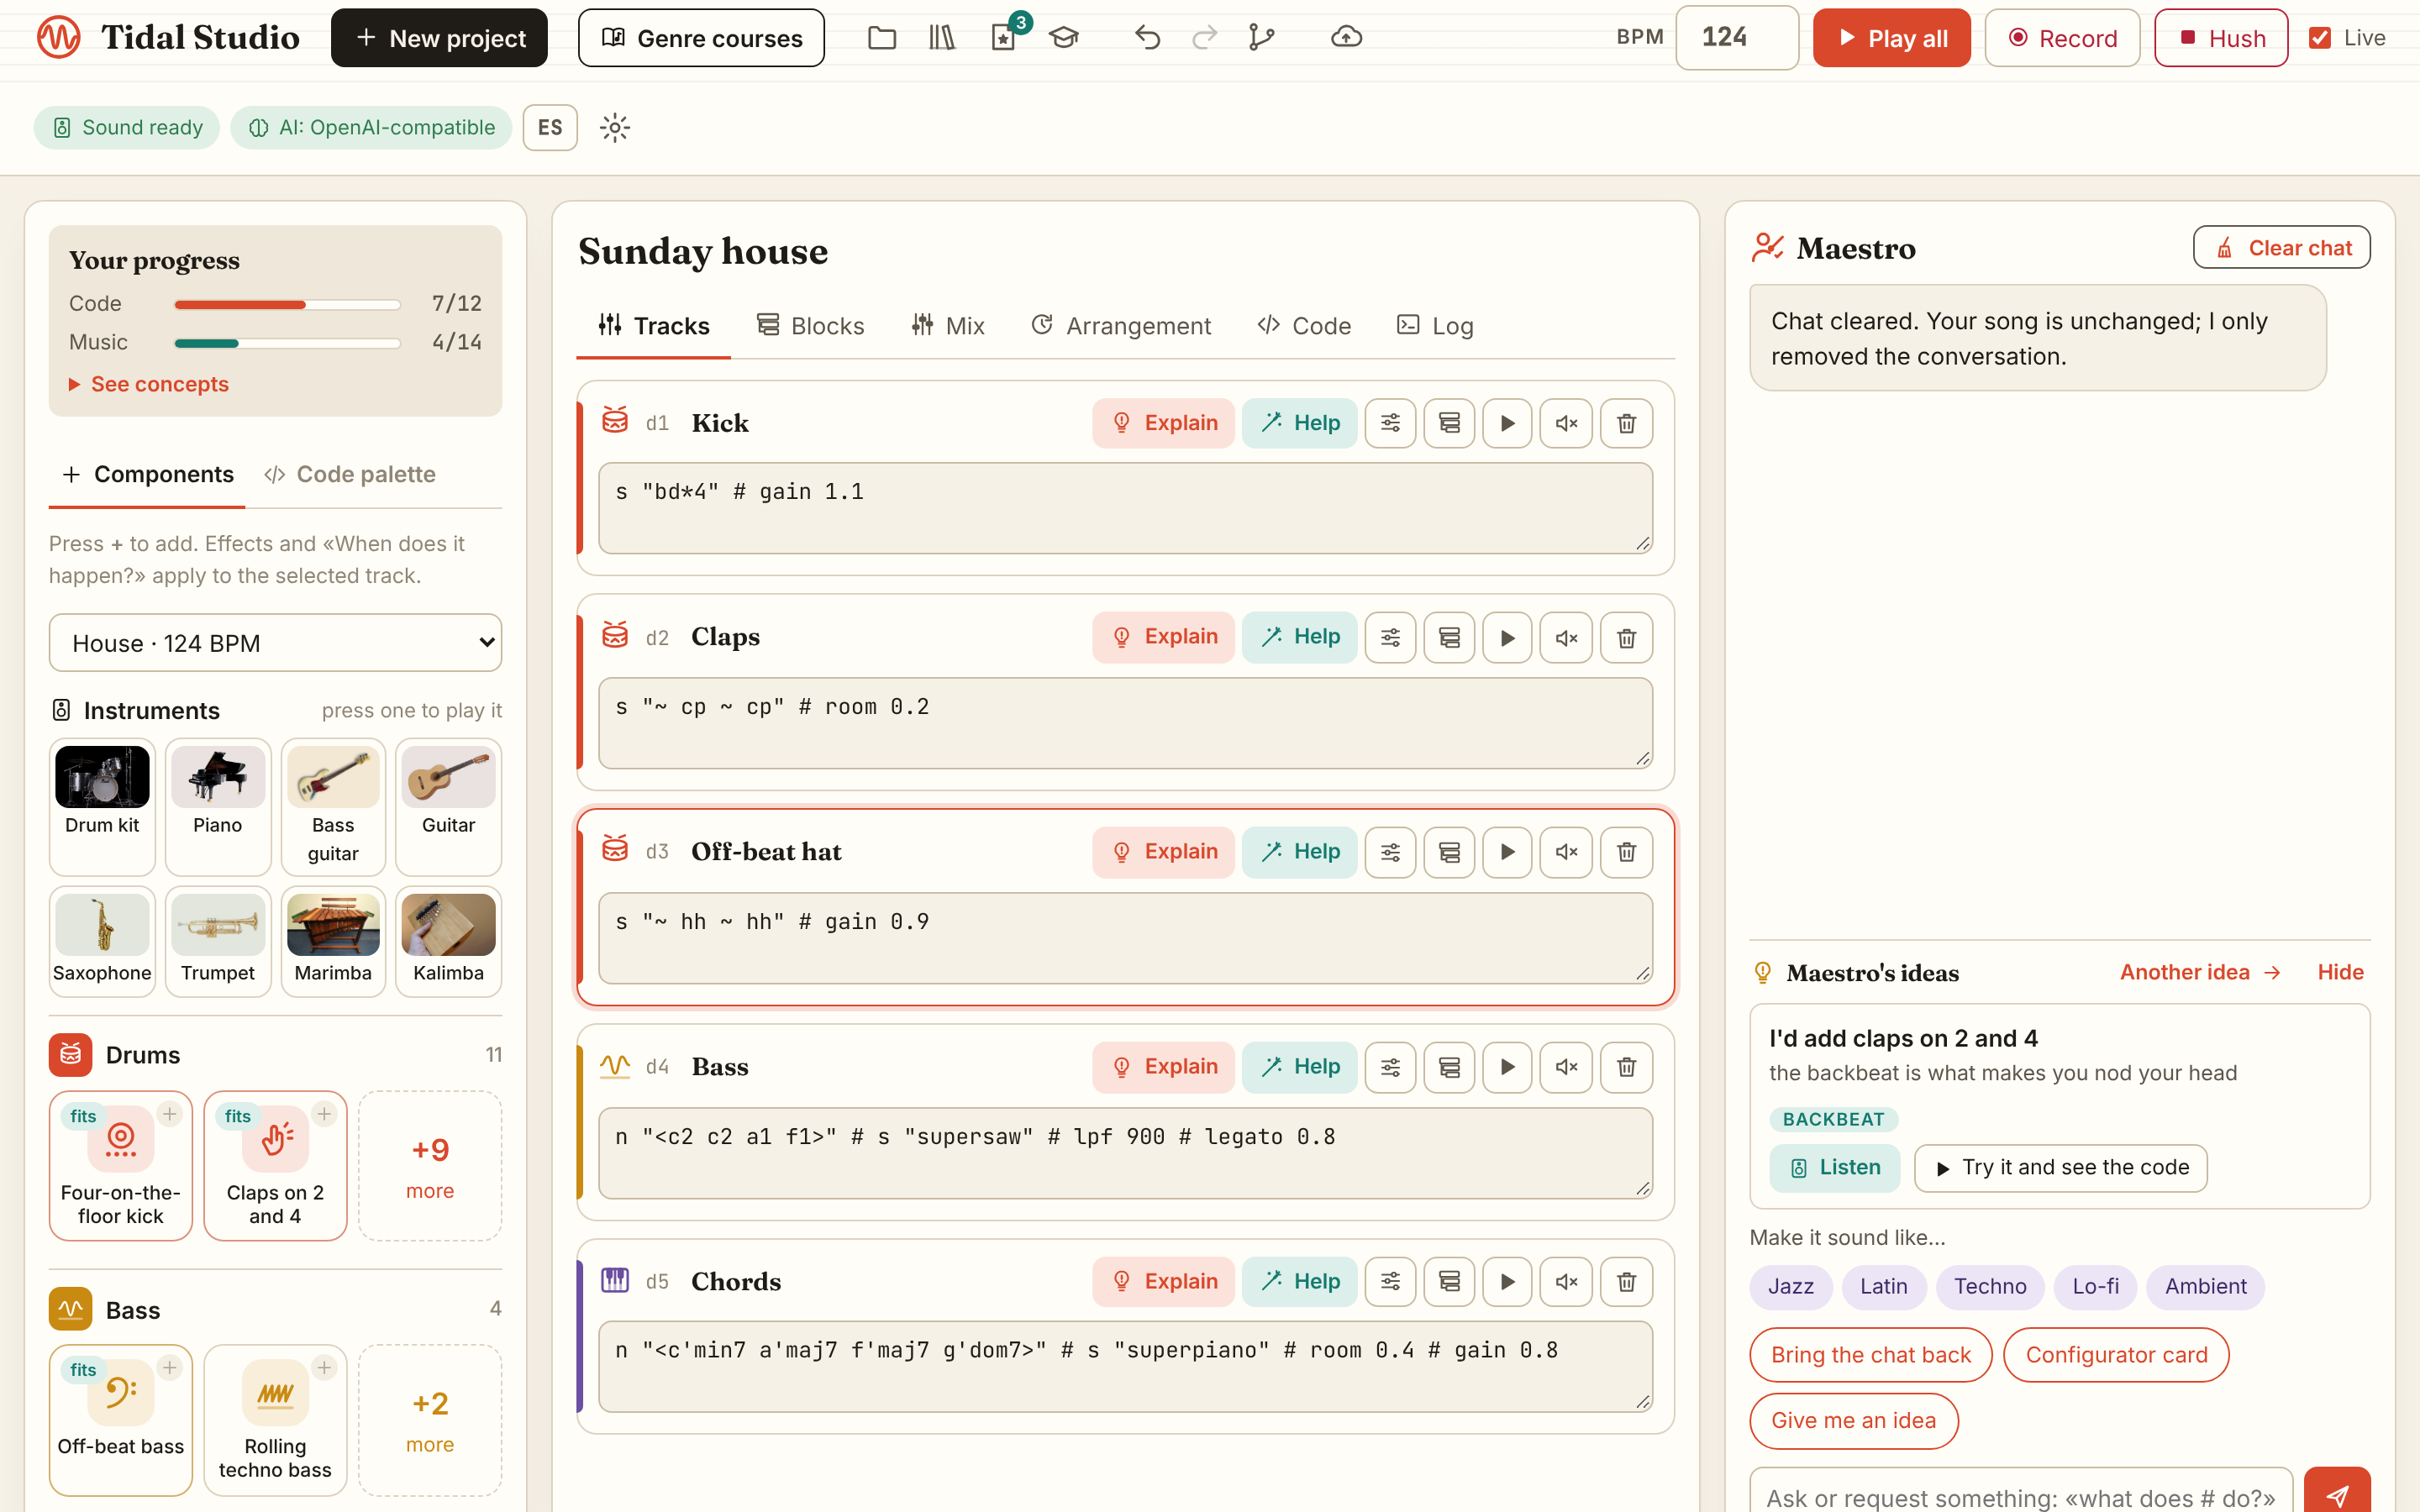 Tidal Studio
New project
Genre courses
3
BPM
124
Play all
Record
Hush
Live
Sound ready
AI: OpenAI-compatible
ES
Your progress
Code 7/12
Music 4/14
See concepts
Components
Code palette
Press + to add. Effects and «When does it
happen?» apply to the selected track.
House · 124 BPM
Instruments
press one to play it
Drum kit
Piano
Bass
guitar
Guitar
Saxophone
Trumpet
Marimba
Kalimba
Drums
11
fits
Four-on-the-
floor kick
fits
Claps on 2
and 4
+9
more
Bass
4
fits
Off-beat bass
Rolling
techno bass
+2
more
Sunday house
Tracks
Blocks
Mix
Arrangement
Code
Log
d1 Kick
Explain
Help
s "bd*4" # gain 1.1
d2 Claps
Explain
Help
s "~ cp ~ cp" # room 0.2
d3 Off-beat hat
Explain
Help
s "~ hh ~ hh" # gain 0.9
d4 Bass
Explain
Help
n "<c2 c2 a1 f1>" # s "supersaw" # lpf 900 # legato 0.8
d5 Chords
Explain
Help
n "<c'min7 a'maj7 f'maj7 g'dom7>" # s "superpiano" # room 0.4 # gain 0.8
Maestro
Clear chat
Chat cleared. Your song is unchanged; I only
removed the conversation.
Maestro's ideas
Another idea →
Hide
I'd add claps on 2 and 4
the backbeat is what makes you nod your head
BACKBEAT
Listen
Try it and see the code
Make it sound like...
Jazz
Latin
Techno
Lo-fi
Ambient
Bring the chat back
Configurator card
Give me an idea
Ask or request something: «what does # do?»